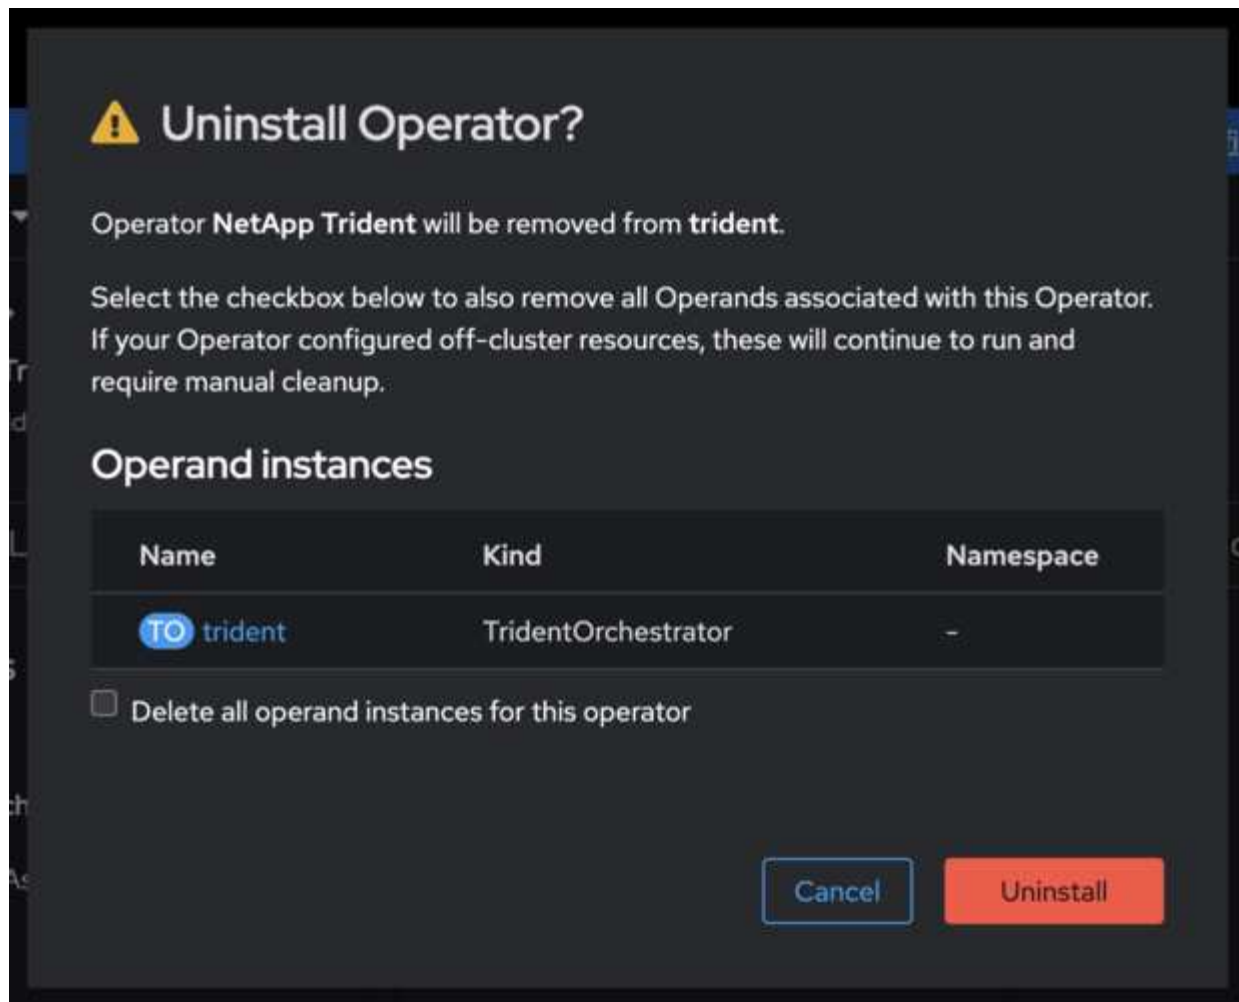 Uninstall Operator?
Operator NetApp Trident will be removed from trident.
Select the checkbox below to also remove all Operands associated with this Operator.
If your Operator configured off-cluster resources, these will continue to run and
require manual cleanup.
Operand instances
Name Kind Namespace
TO trident TridentOrchestrator -
Delete all operand instances for this operator
Cancel Uninstall